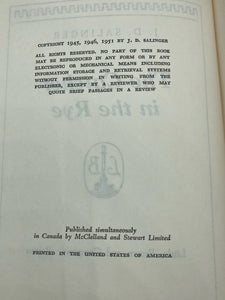 COPYRIGHT 1945, 1946, 1951 BY J. D. SALINGER
ALL RIGHTS RESERVED. NO PART OF THIS BOOK
MAY BE REPRODUCED IN ANY FORM OR BY ANY
ELECTRONIC OR MECHANICAL MEANS INCLUDING
INFORMATION STORAGE AND RETRIEVAL SYSTEMS
WITHOUT PERMISSION IN WRITING FROM THE
PUBLISHER, EXCEPT BY A REVIEWER WHO MAY
QUOTE BRIEF PASSAGES IN A REVIEW
Published simultaneously
in Canada by McClelland and Stewart Limited
PRINTED IN THE UNITED STATES OF AMERICA